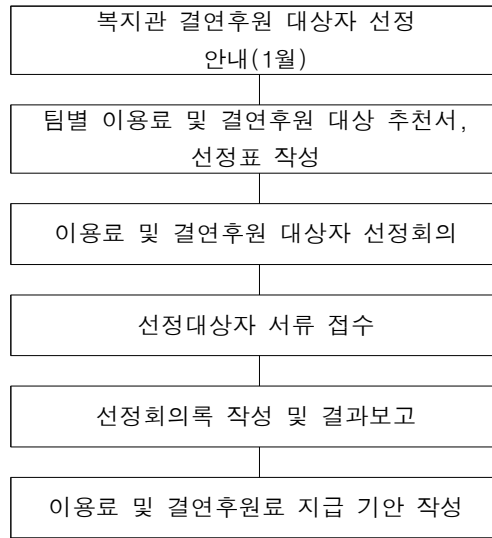 복지관 결연후원 대상자 선정
안내(1월)
팀별 이용료 및 결연후원 대상 추천서,
선정표 작성
이용료 및 결연후원 대상자 선정회의
선정대상자 서류 접수
선정회의록 작성 및 결과보고
이용료 및 결연후원료 지급 기안 작성